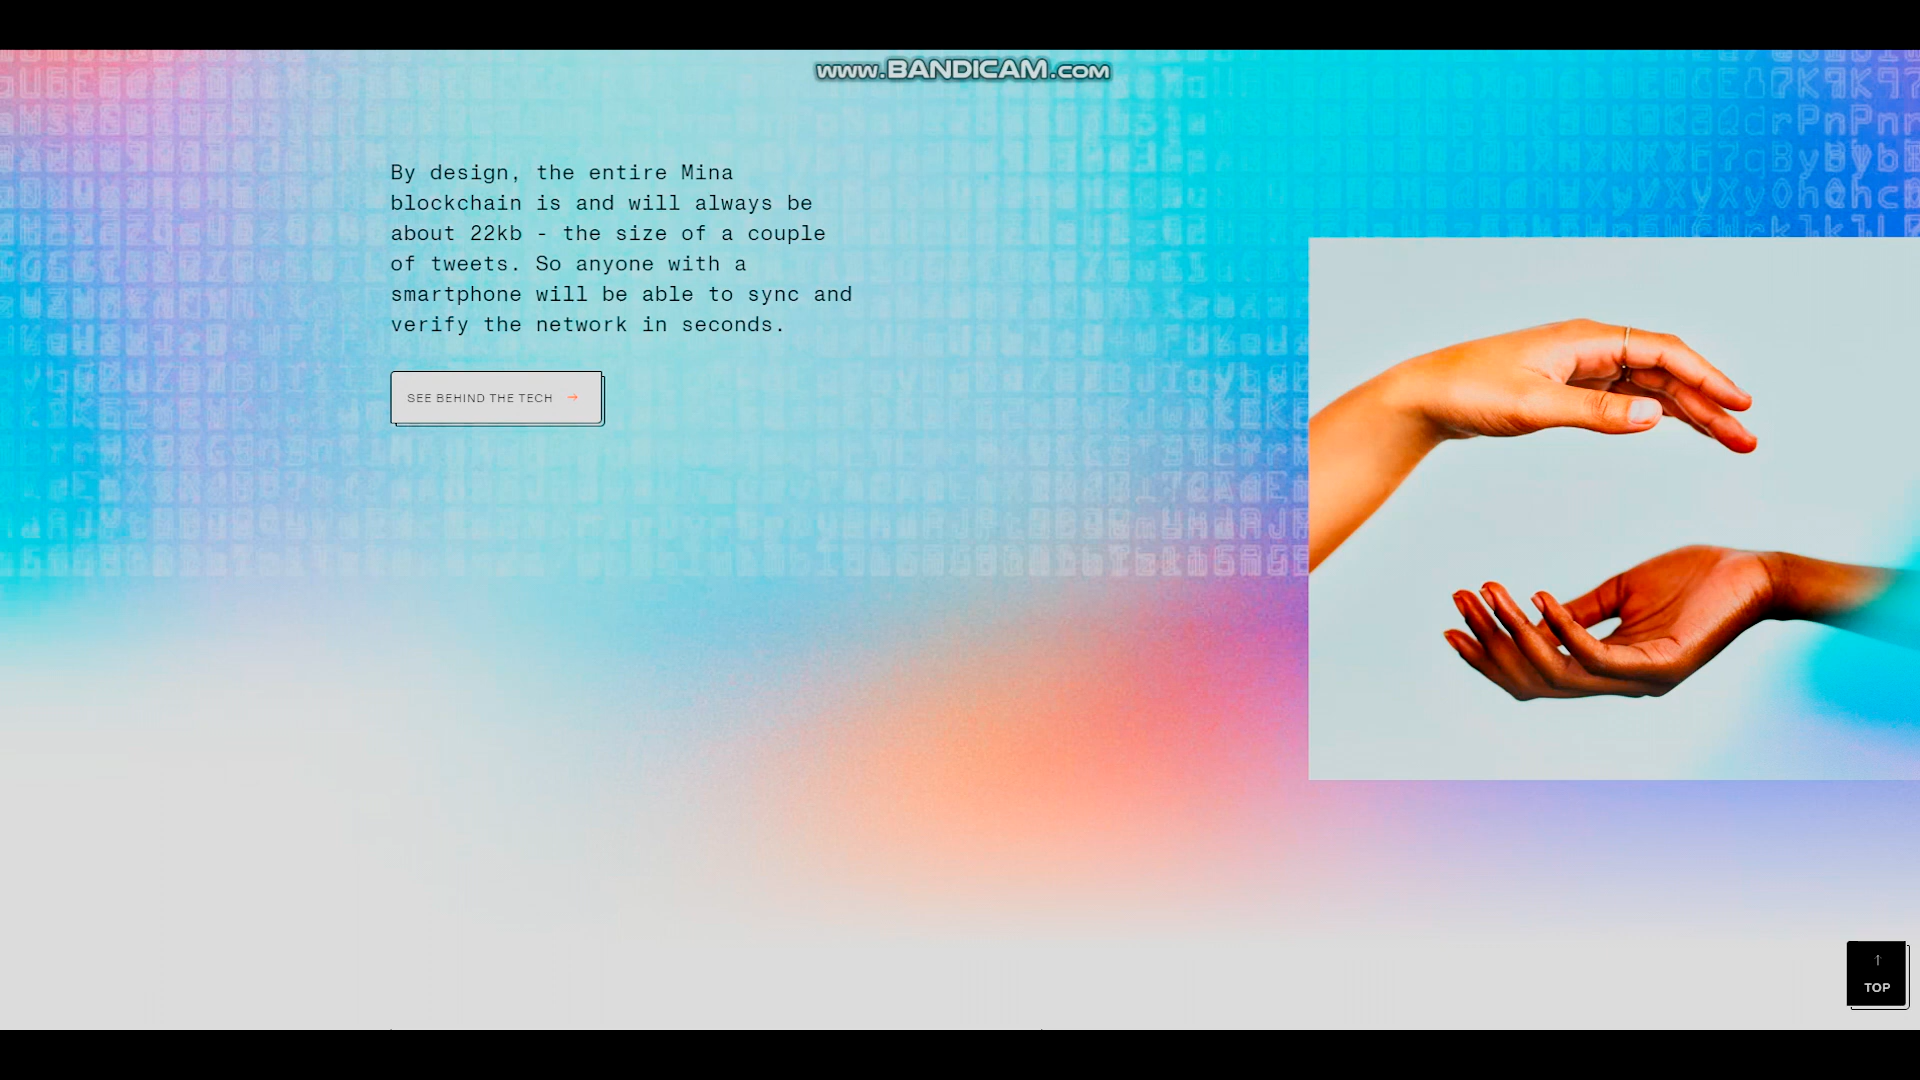 www.BANDICAM.com
By design, the entire Mina
blockchain is and will always be
about 22kb - the size of a couple
of tweets. So anyone with a
smartphone will be able to sync and
verify the network in seconds.
SEE BEHIND THE TECH →
↑
TOP